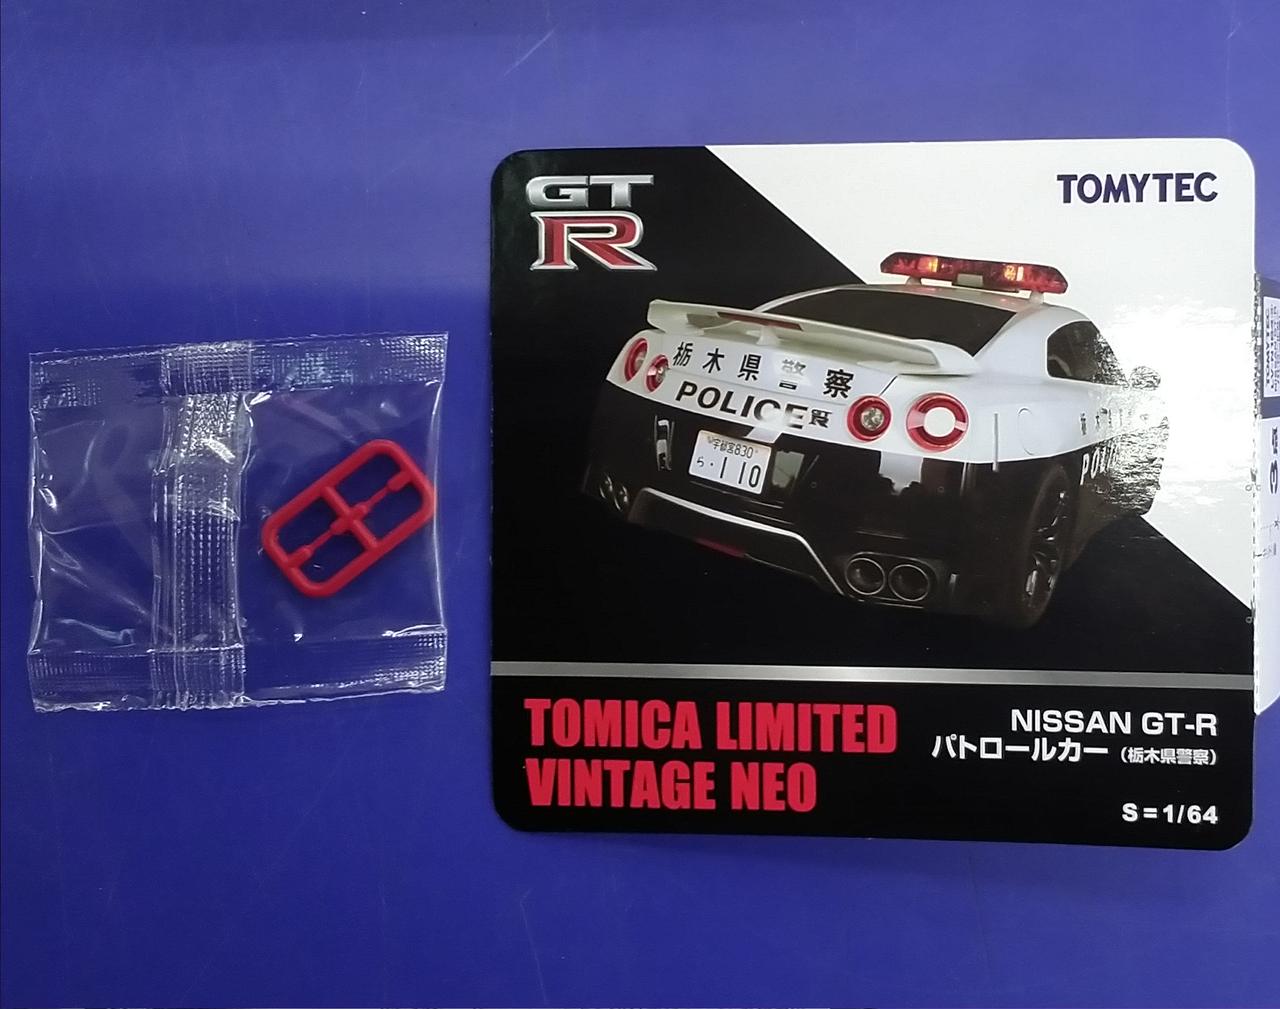 GT
R
TOMYTEC
栃木県警察
POLICE
宇都宮830
ら・110
TOMICA LIMITED
VINTAGE NEO
NISSAN GT-R
パトロールカー（栃木県警察）
S=1/64